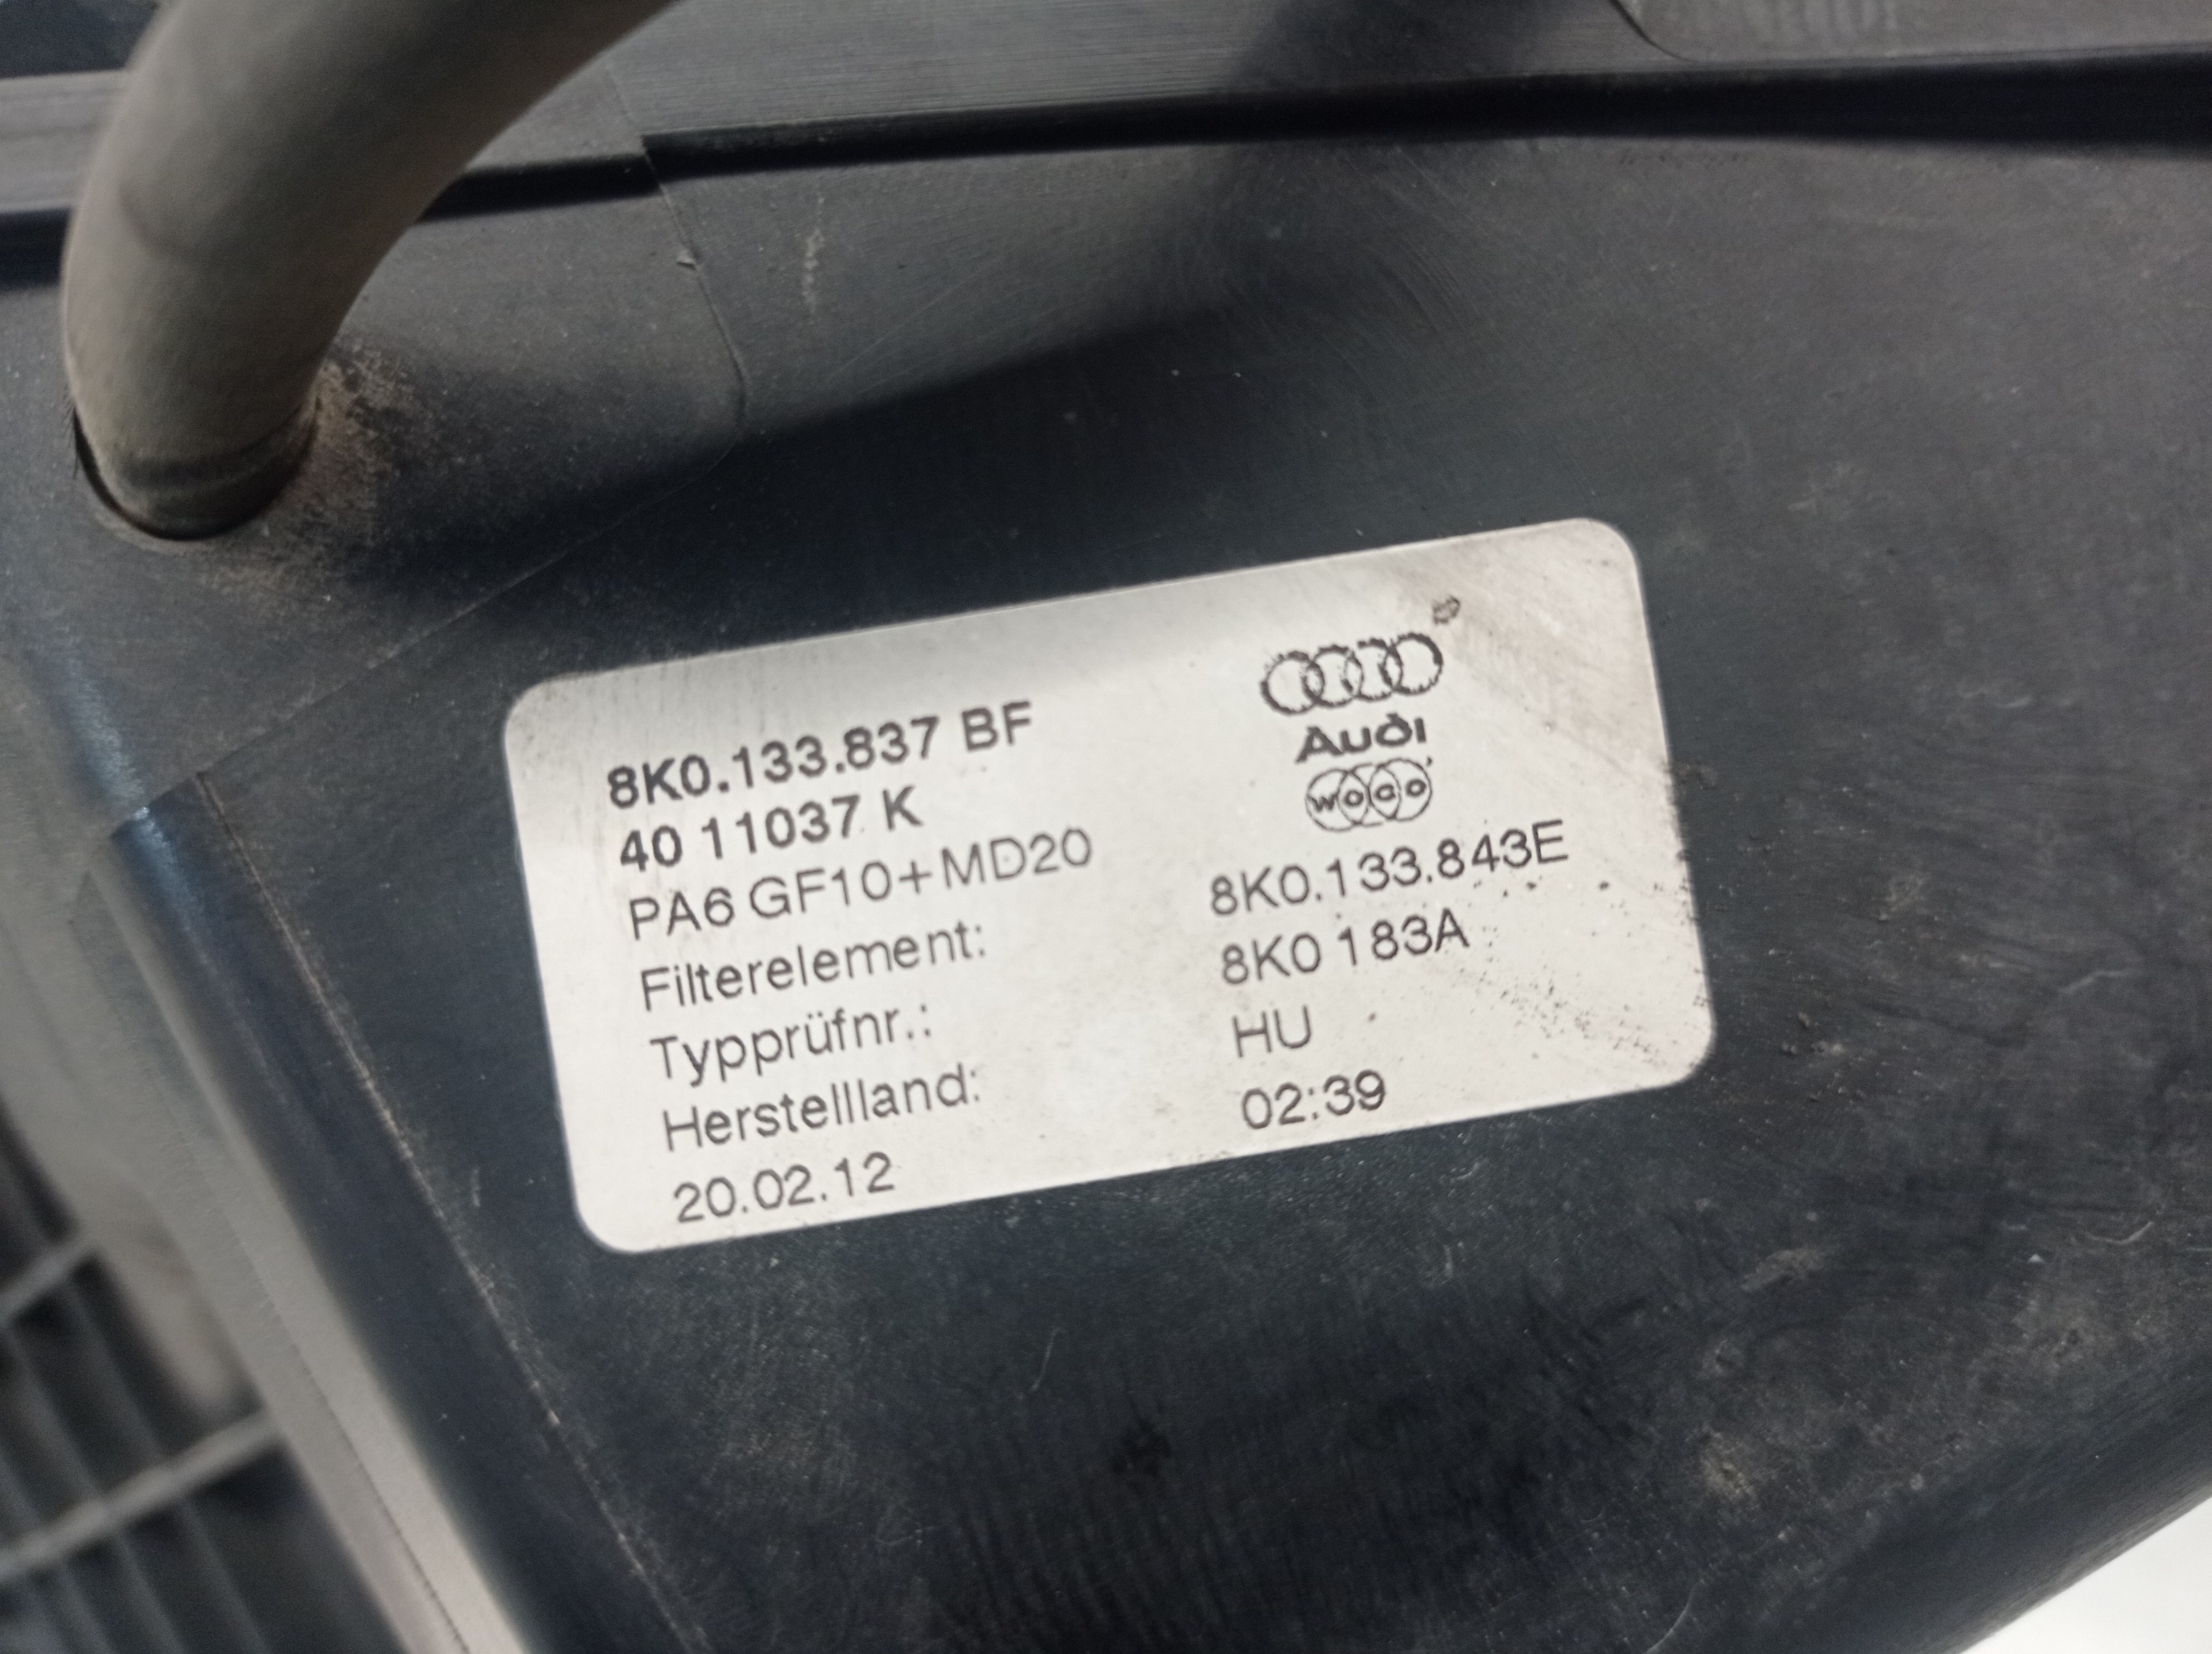 Audi
woco
8K0.133.837 BF
40 11037 K
PA6 GF10+MD20
Filterelement: 8K0.133.843E
Typprüfnr.: 8K0 183A
Herstellland: HU
20.02.12 02:39